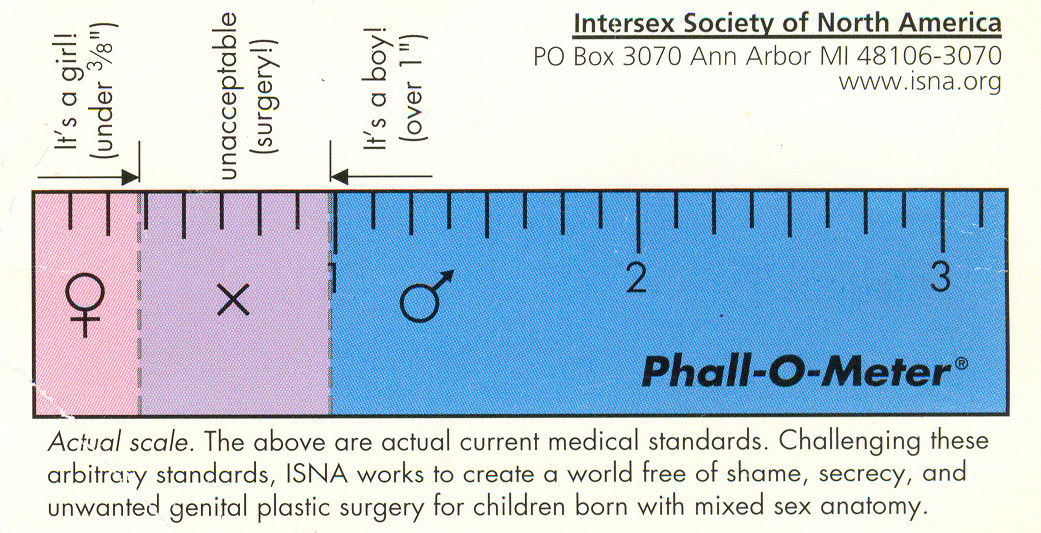 Intersex Society of North America
PO Box 3070 Ann Arbor MI 48106-3070
www.isna.org
It's a girl!
(under 3/8")
unacceptable
(surgery!)
It's a boy!
(over 1")
♀
×
1
♂
2
3
Phall-O-Meter®
Actual scale. The above are actual current medical standards. Challenging these
arbitrary standards, ISNA works to create a world free of shame, secrecy, and
unwanted genital plastic surgery for children born with mixed sex anatomy.